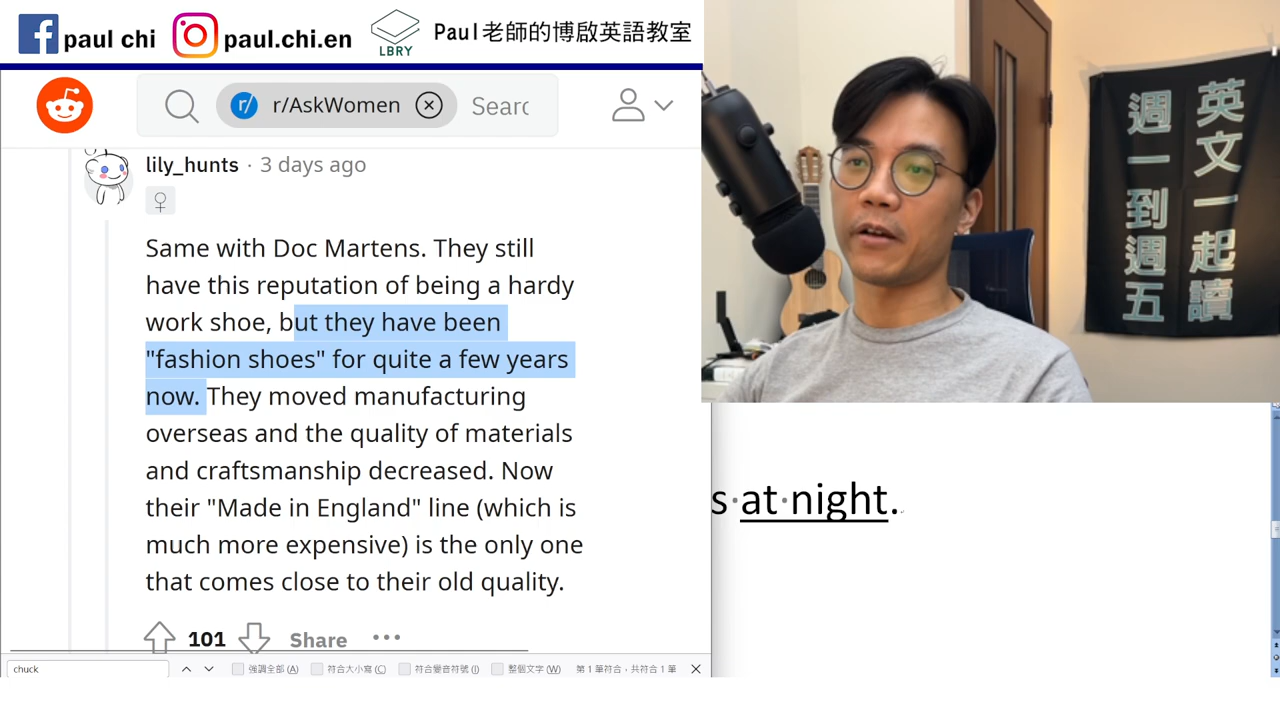 paul chi
paul.chi.en
LBRY
Paul老師的博啟英語教室
r/
r/AskWomen
Searc
lily_hunts · 3 days ago
Same with Doc Martens. They still
have this reputation of being a hardy
work shoe, but they have been
"fashion shoes" for quite a few years
now. They moved manufacturing
overseas and the quality of materials
and craftsmanship decreased. Now
their "Made in England" line (which is
much more expensive) is the only one
that comes close to their old quality.
101
Share
chuck
強調全部 (A)
符合大小寫 (C)
符合變音符號 (I)
整個文字 (W)
第 1 筆符合，共符合 1 筆
英文一起讀
週一到週五
s at night.